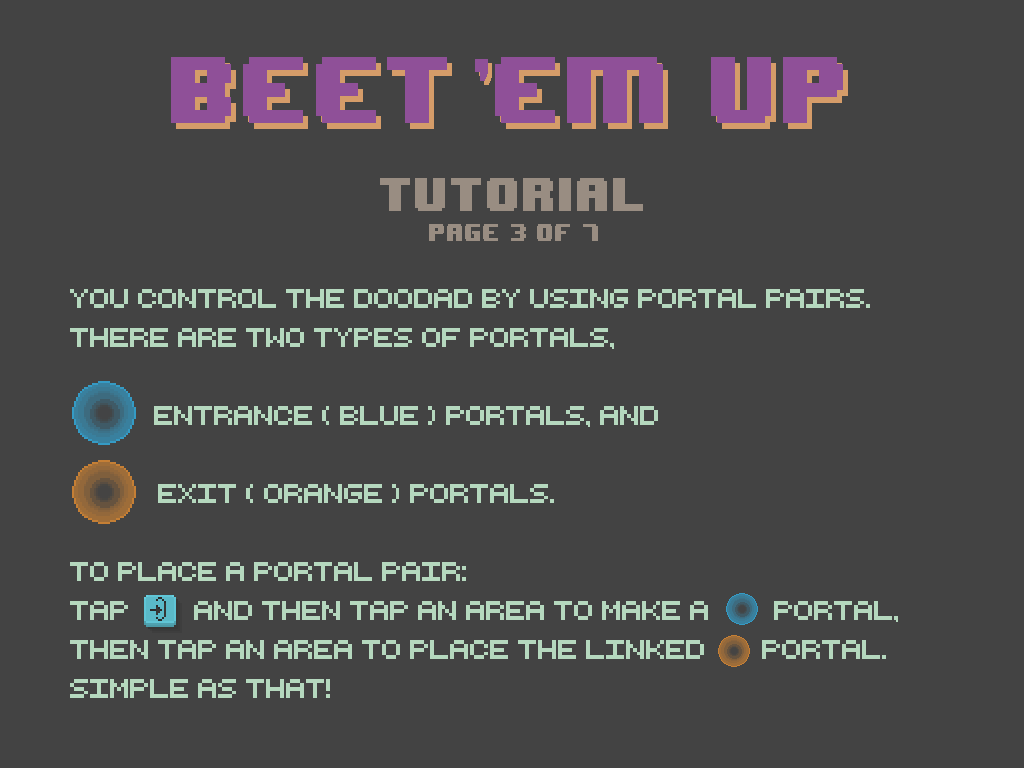 BEET 'EM UP
TUTORIAL
PAGE 3 OF 7
YOU CONTROL THE DOODAD BY USING PORTAL PAIRS.
THERE ARE TWO TYPES OF PORTALS,
ENTRANCE ( BLUE ) PORTALS, AND
EXIT ( ORANGE ) PORTALS.
TO PLACE A PORTAL PAIR:
TAP AND THEN TAP AN AREA TO MAKE A PORTAL,
THEN TAP AN AREA TO PLACE THE LINKED PORTAL.
SIMPLE AS THAT!